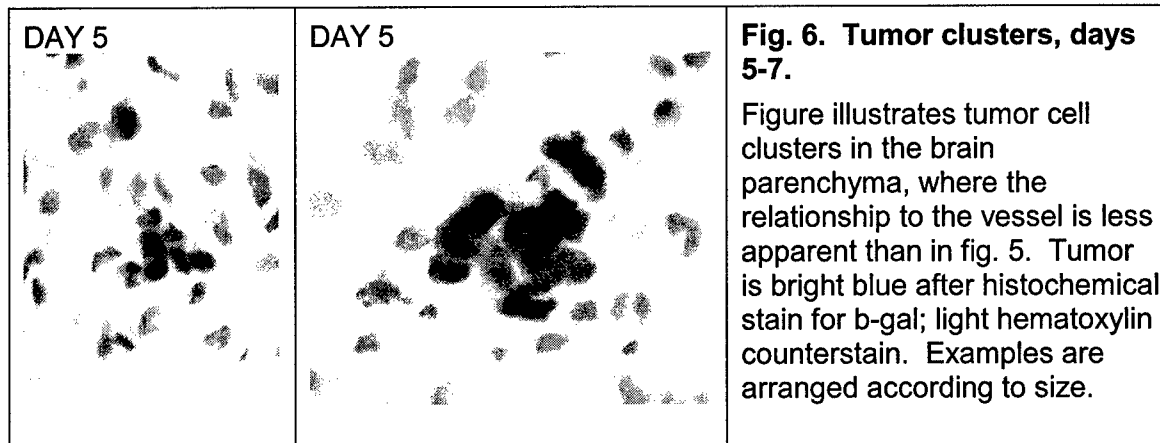 DAY 5
DAY 5
Fig. 6. Tumor clusters, days
5-7.
Figure illustrates tumor cell
clusters in the brain
parenchyma, where the
relationship to the vessel is less
apparent than in fig. 5. Tumor
is bright blue after histochemical
stain for b-gal; light hematoxylin
counterstain. Examples are
arranged according to size.